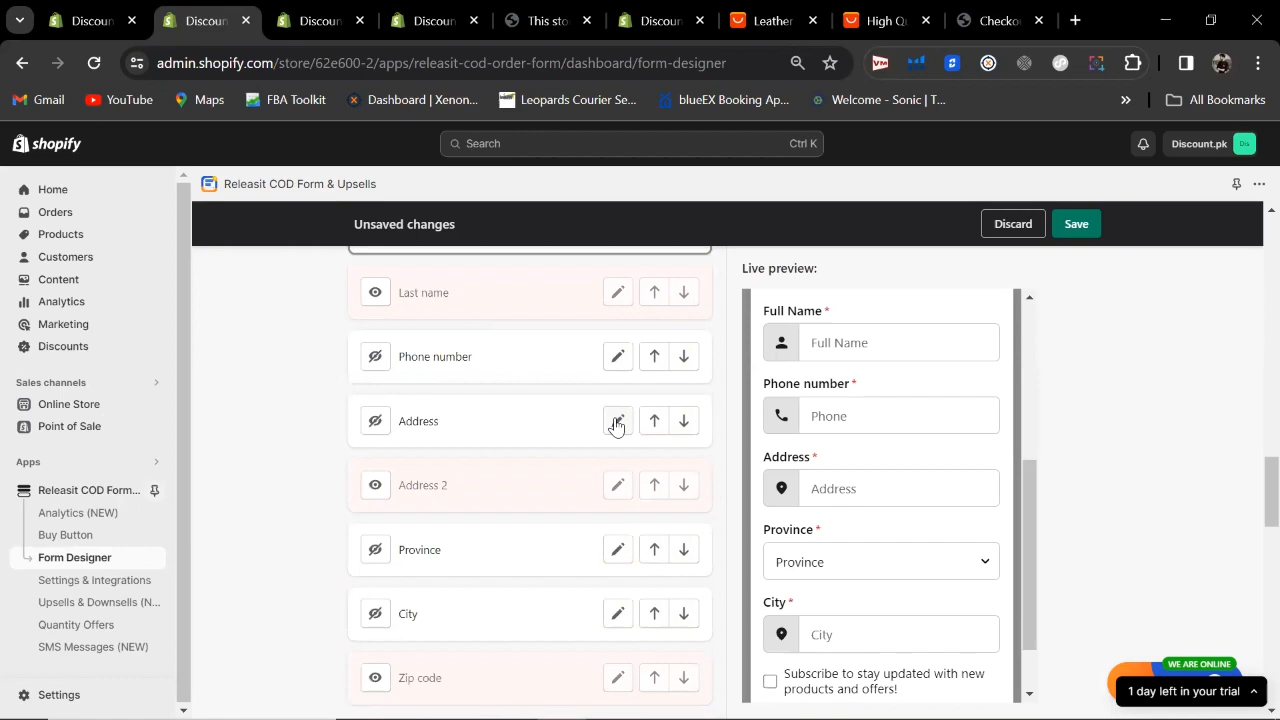 Discoun
Discoun
Discoun
Discoun
This sto
Discoun
Leather
High Qu
Checko
admin.shopify.com/store/62e600-2/apps/releasit-cod-order-form/dashboard/form-designer
Gmail
YouTube
Maps
FBA Toolkit
Dashboard | Xenon...
Leopards Courier Se...
blueEX Booking Ap...
Welcome - Sonic | T...
»
All Bookmarks
shopify
Search
Ctrl K
Discount.pk
Dis
Home
Orders
Products
Customers
Content
Analytics
Marketing
Discounts
Sales channels
Online Store
Point of Sale
Apps
Releasit COD Form...
Analytics (NEW)
Buy Button
Form Designer
Settings & Integrations
Upsells & Downsells (N...
Quantity Offers
SMS Messages (NEW)
Settings
Releasit COD Form & Upsells
Unsaved changes
Discard
Save
Last name
Phone number
Address
Address 2
Province
City
Zip code
Live preview:
Full Name *
Full Name
Phone number *
Phone
Address *
Address
Province *
Province
City *
City
Subscribe to stay updated with new
products and offers!
WE ARE ONLINE
1 day left in your trial